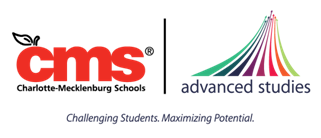 cms®
Charlotte-Mecklenburg Schools
advanced studies
Challenging Students. Maximizing Potential.